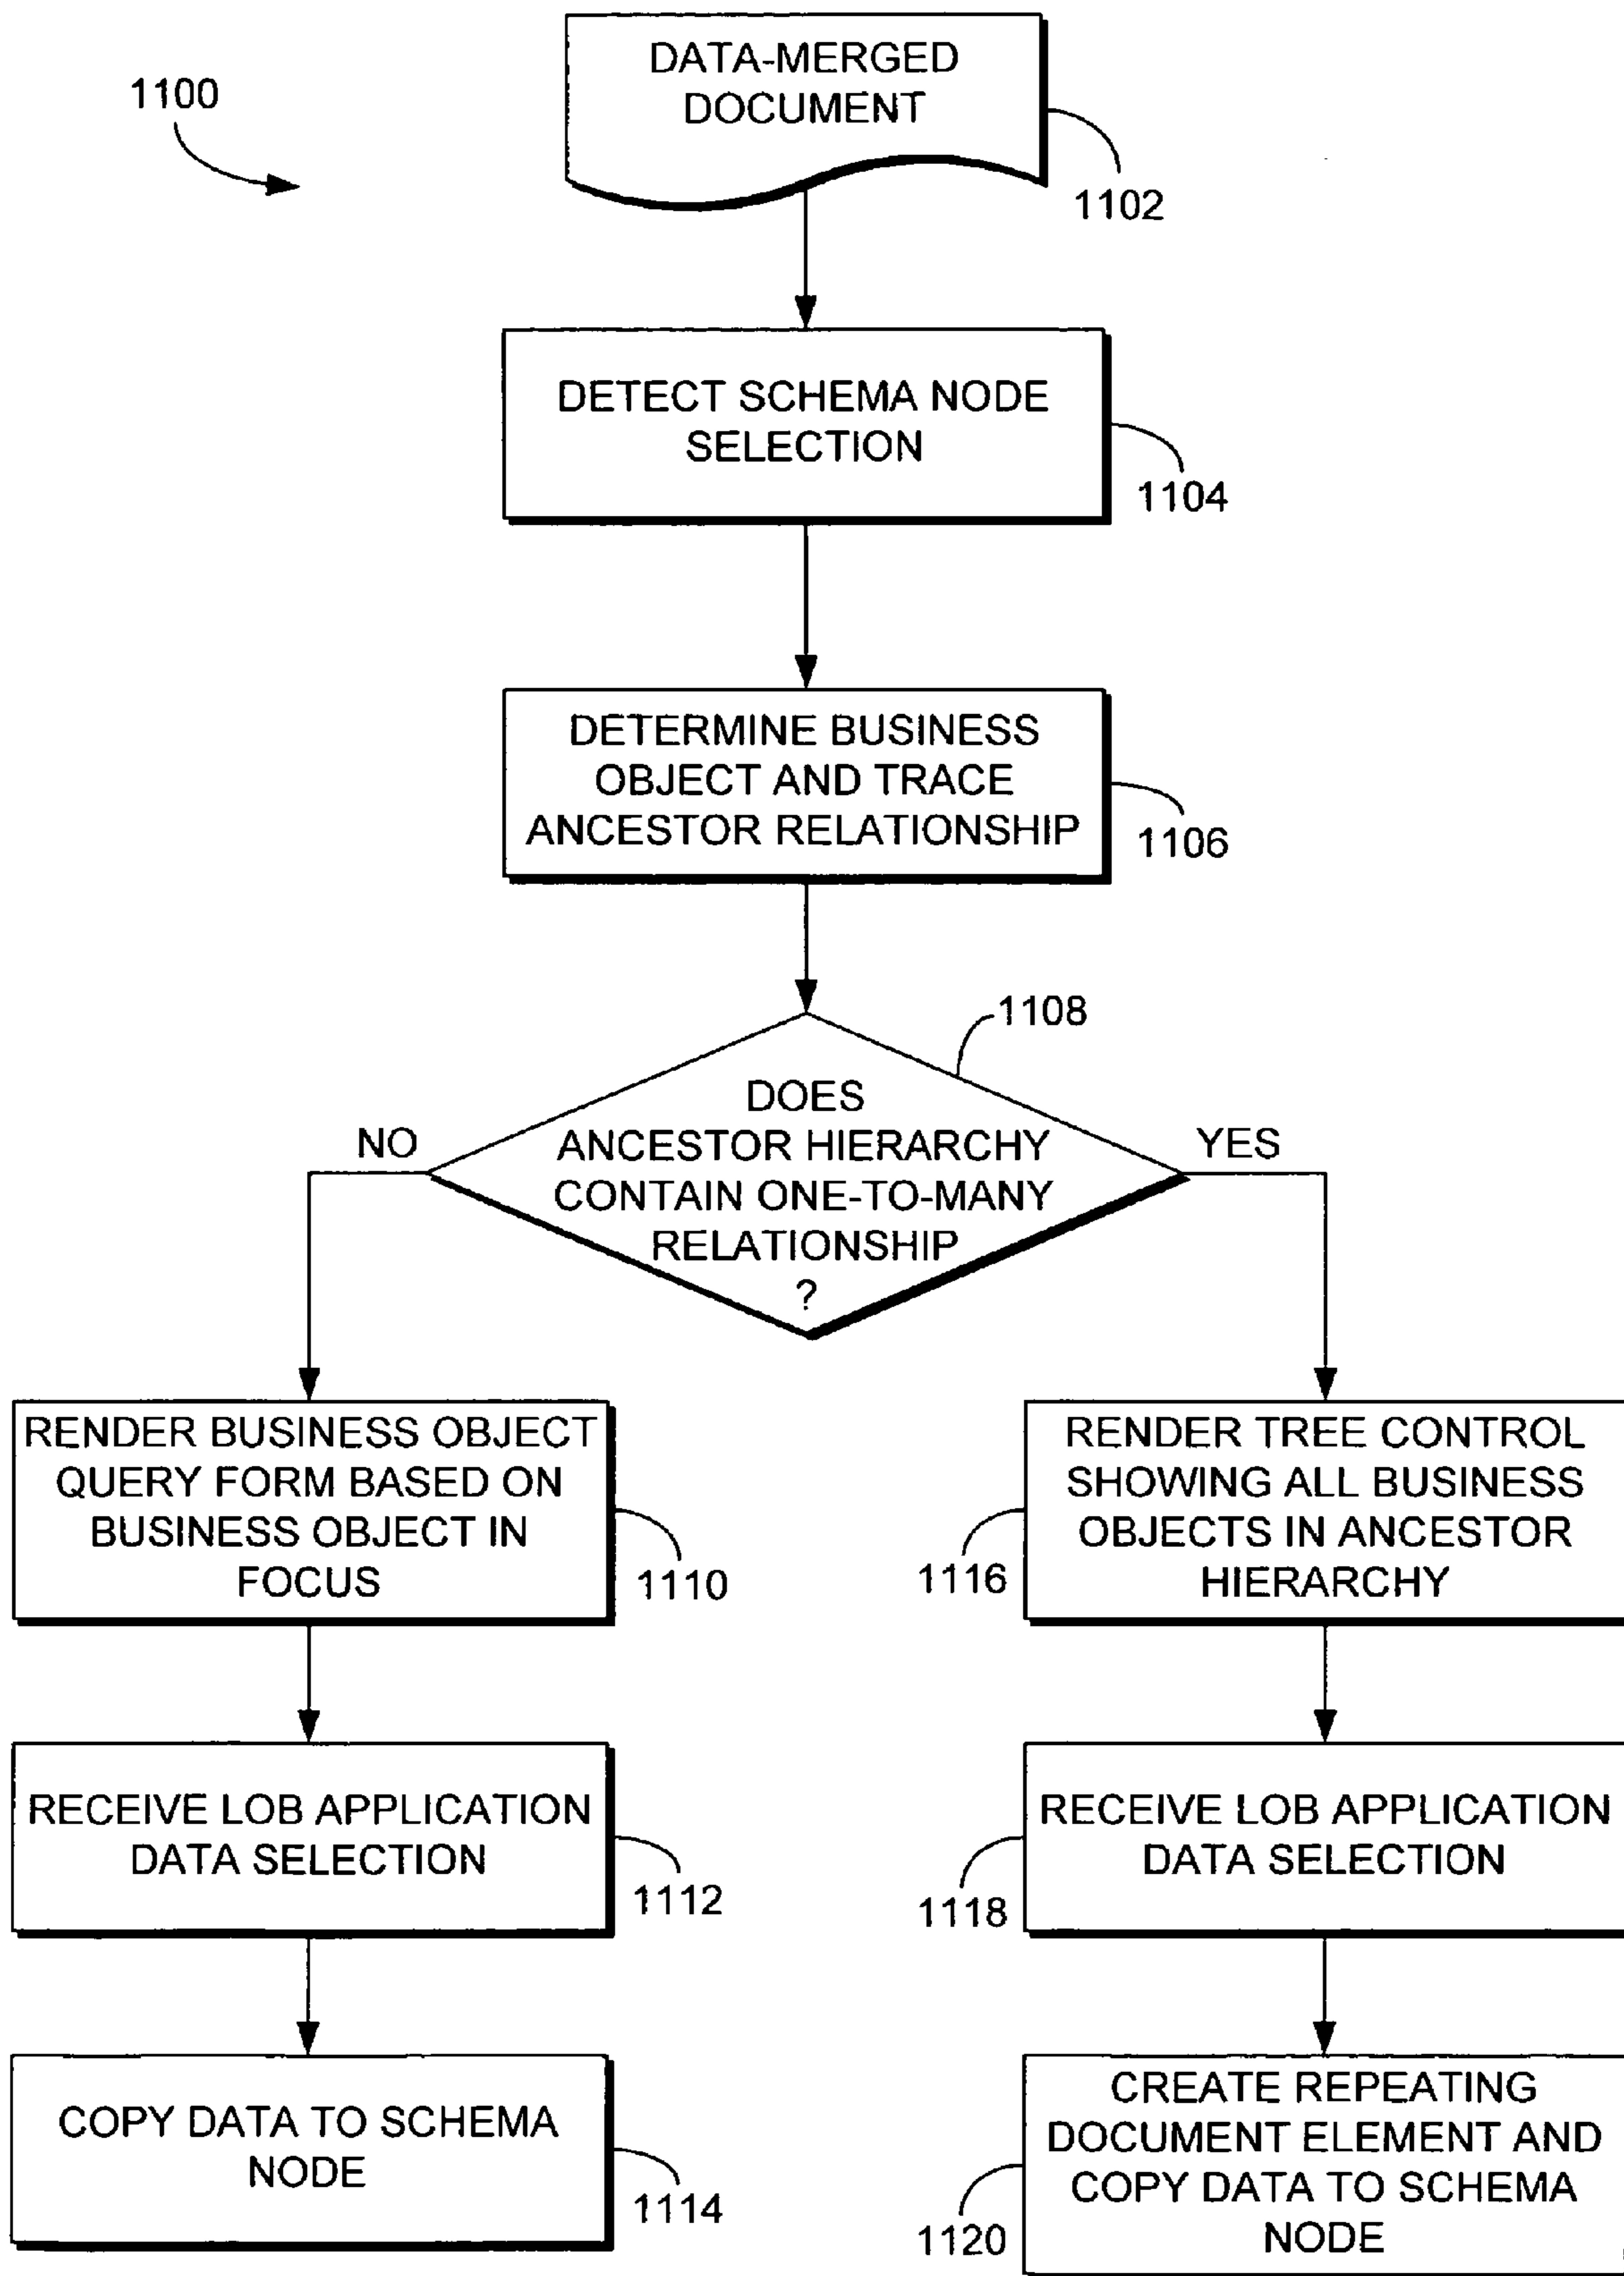 1100
DATA-MERGED
DOCUMENT
1102
DETECT SCHEMA NODE
SELECTION
1104
DETERMINE BUSINESS
OBJECT AND TRACE
ANCESTOR RELATIONSHIP
1106
1108
DOES
ANCESTOR HIERARCHY
CONTAIN ONE-TO-MANY
RELATIONSHIP
?
NO
YES
RENDER BUSINESS OBJECT
QUERY FORM BASED ON
BUSINESS OBJECT IN
FOCUS
1110
RENDER TREE CONTROL
SHOWING ALL BUSINESS
OBJECTS IN ANCESTOR
HIERARCHY
1116
RECEIVE LOB APPLICATION
DATA SELECTION
1112
RECEIVE LOB APPLICATION
DATA SELECTION
1118
COPY DATA TO SCHEMA
NODE
1114
CREATE REPEATING
DOCUMENT ELEMENT AND
COPY DATA TO SCHEMA
NODE
1120